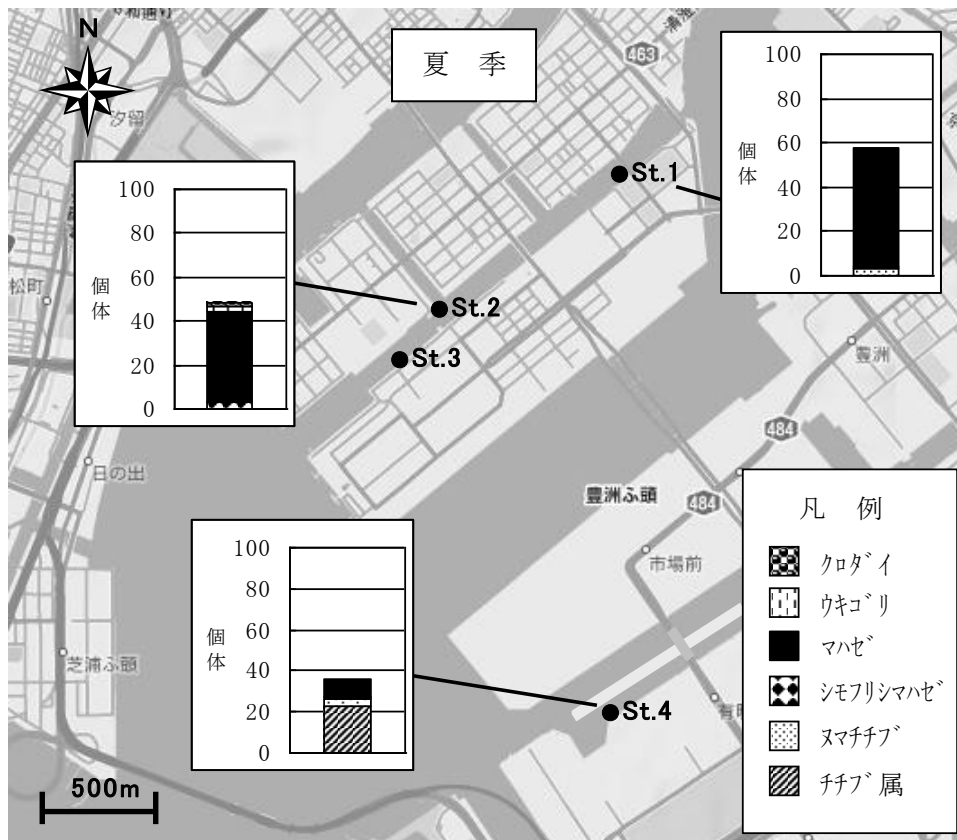 夏 季
N
463
汐留
松町
日の出
芝浦ふ頭
豊洲
484
豊洲ふ頭
484
市場前
St.1
St.2
St.3
St.4
個体
100
80
60
40
20
0
個体
100
80
60
40
20
0
個体
100
80
60
40
20
0
凡 例
クロダイ
ウキゴリ
マハゼ
シモフリシマハゼ
ヌマチチブ
チチブ属
500m